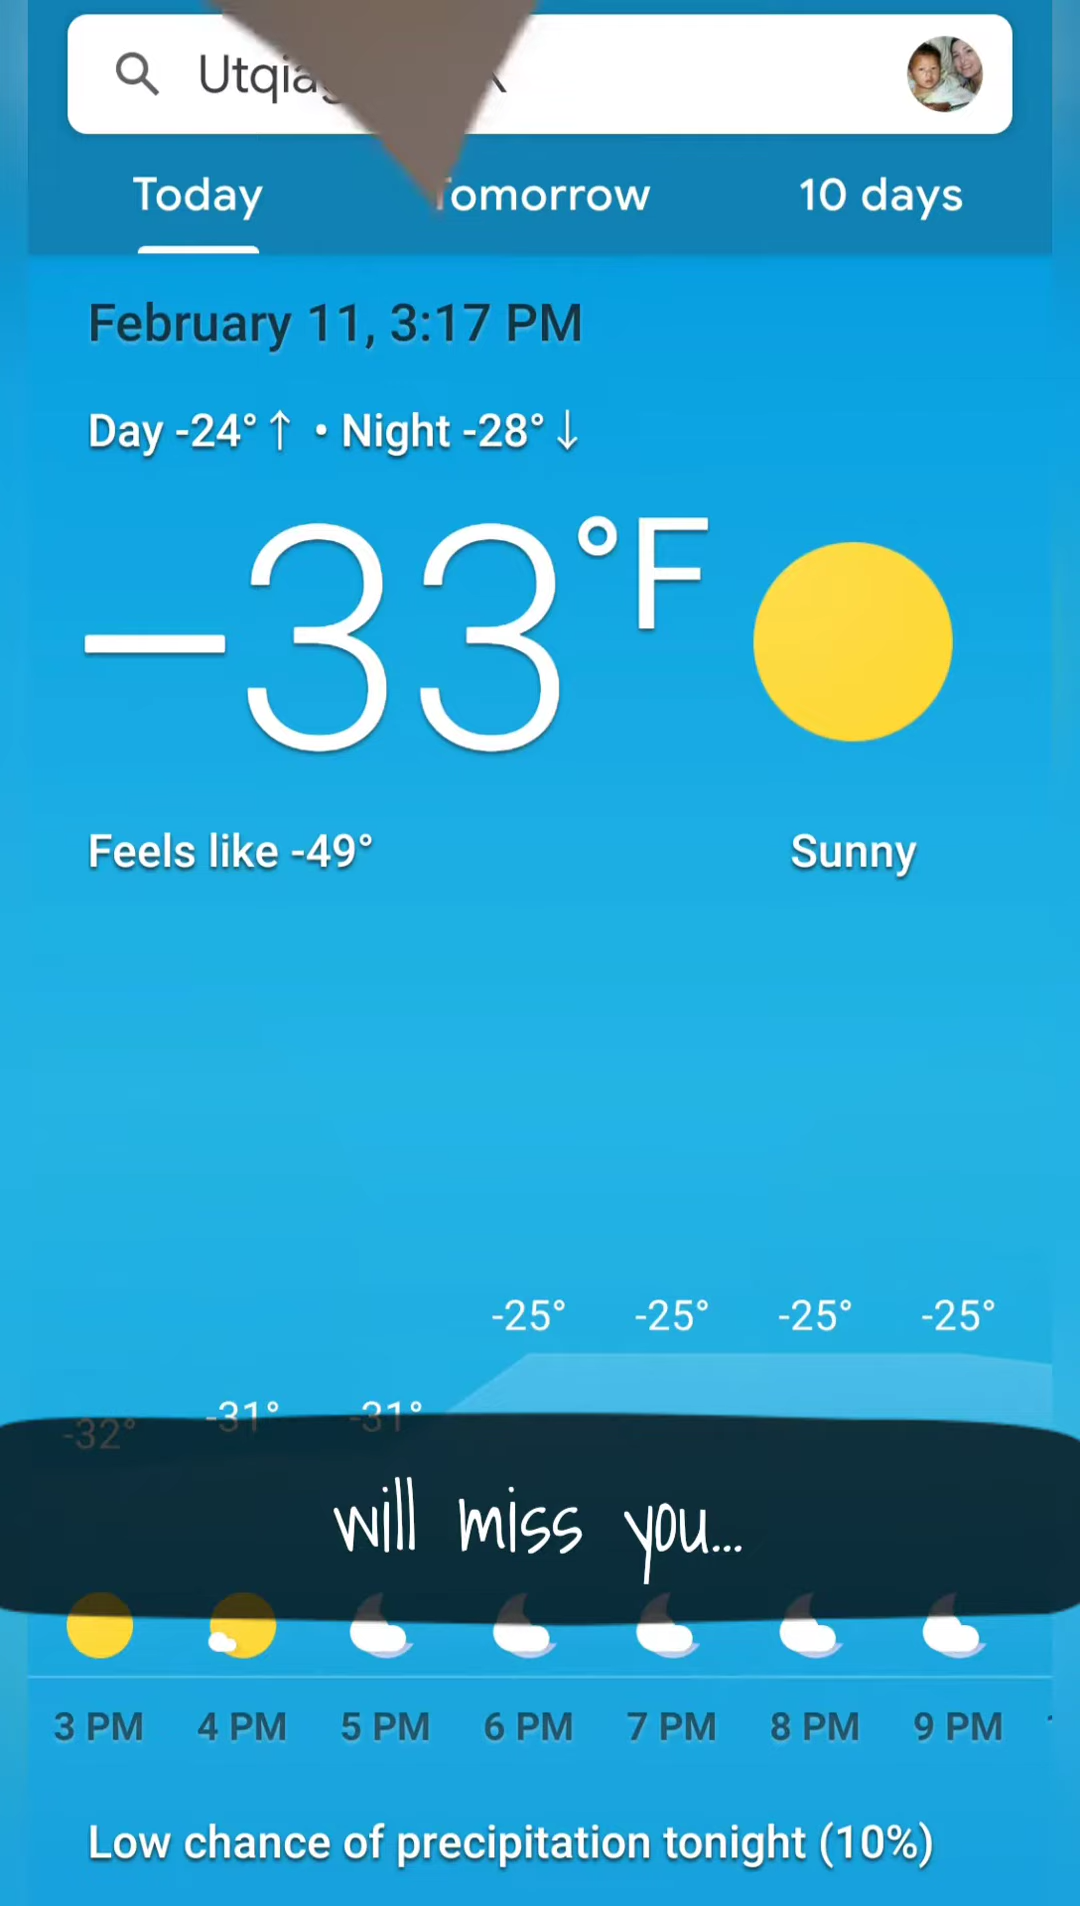 Today Tomorrow 10 days
February 11, 3:17 PM
Day -24° ↑ • Night -28° ↓
-33°F
Feels like -49° Sunny
-25° -25° -25° -25°
-32° -31° -31°
will miss you...
3 PM 4 PM 5 PM 6 PM 7 PM 8 PM 9 PM
Low chance of precipitation tonight (10%)